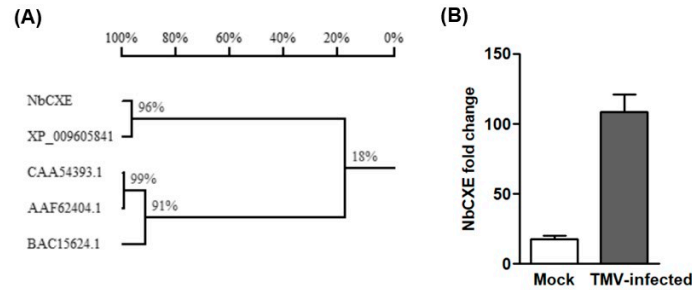 (A)
100% 80% 60% 40% 20% 0%
NbCXE
96%
XP_009605841
18%
CAA54393.1
99%
AAF62404.1
91%
BAC15624.1
(B)
NbCXE fold change
150
100
50
0
Mock TMV-infected